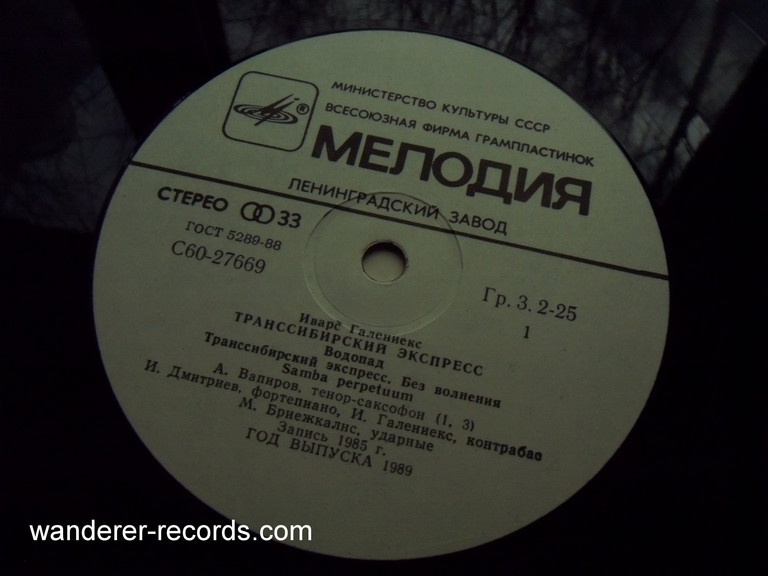 МИНИСТЕРСТВО КУЛЬТУРЫ СССР
ВСЕСОЮЗНАЯ ФИРМА ГРАМПЛАСТИНОК
®
МЕЛОДИЯ
ЛЕНИНГРАДСКИЙ ЗАВОД
СТЕРЕО 33
ГОСТ 5289-88
С60-27669
Гр. 3. 2-25
1
Иварс Галениекс
ТРАНССИБИРСКИЙ ЭКСПРЕСС
Водопад
Транссибирский экспресс. Без волнения
Samba perpetuum
А. Вапиров, тенор-саксофон (1, 3)
И. Дмитриев, фортепиано, И. Галениекс, контрабас
М. Бриежкалнс, ударные
Запись 1985 г.
ГОД ВЫПУСКА 1989
wanderer-records.com